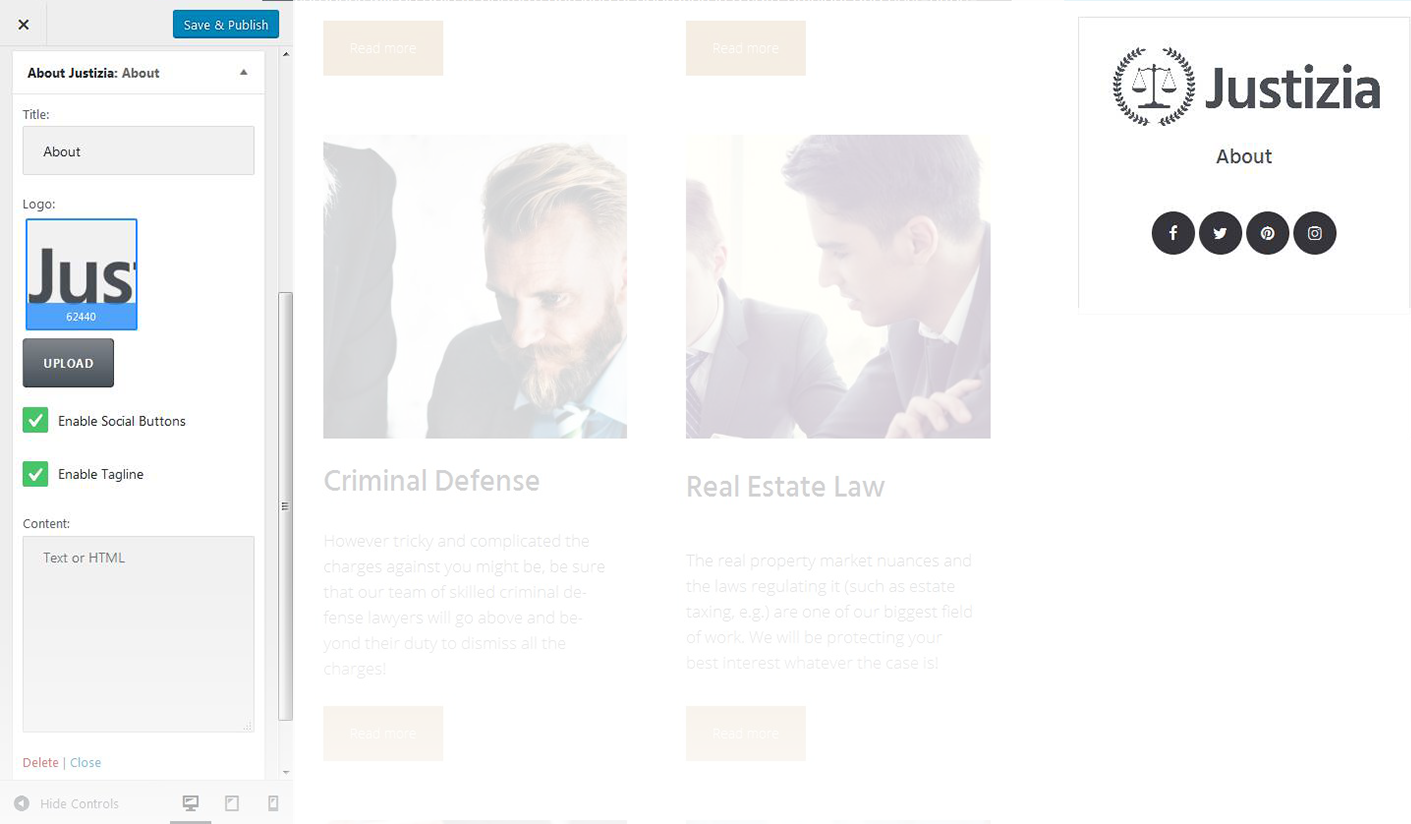 Save & Publish
About Justizia: About
Title:
About
Logo:
Jus
62440
UPLOAD
Enable Social Buttons
Enable Tagline
Content:
Text or HTML
Delete | Close
Hide Controls
Read more
Read more
Criminal Defense
However tricky and complicated the
charges against you might be, be sure
that our team of skilled criminal de-
fense lawyers will go above and be-
yond their duty to dismiss all the
charges!
Read more
Real Estate Law
The real property market nuances and
the laws regulating it (such as estate
taxing, e.g.) are one of our biggest field
of work. We will be protecting your
best interest whatever the case is!
Read more
Justizia
About